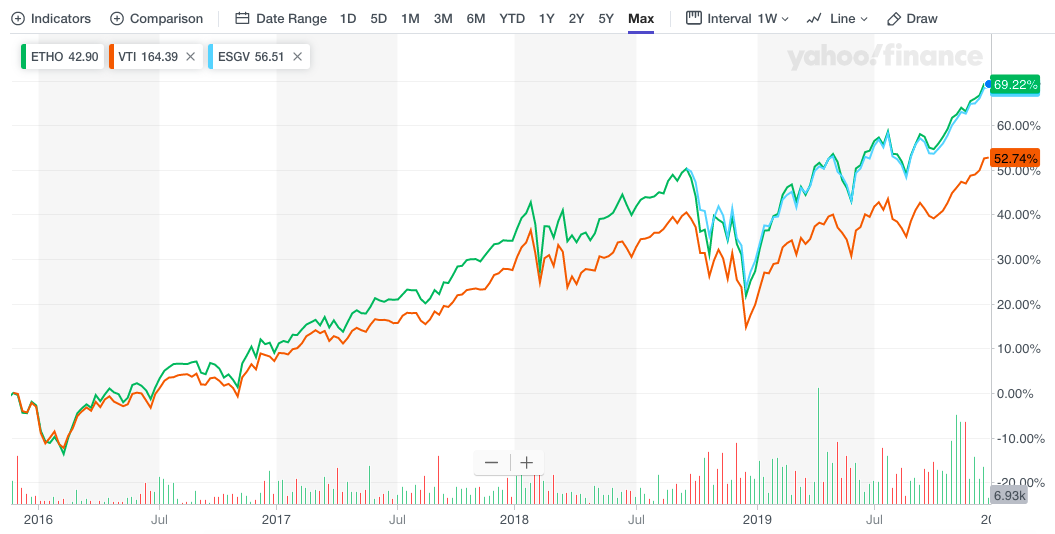 Indicators Comparison Date Range 1D 5D 1M 3M 6M YTD 1Y 2Y 5Y Max Interval 1W Line Draw
ETHO 42.90 VTI 164.39 ESGV 56.51
yahoo!finance
69.22%
60.00%
52.74%
50.00%
40.00%
30.00%
20.00%
10.00%
0.00%
-10.00%
-20.00%
6.93k
2016 Jul 2017 Jul 2018 Jul 2019 Jul 20